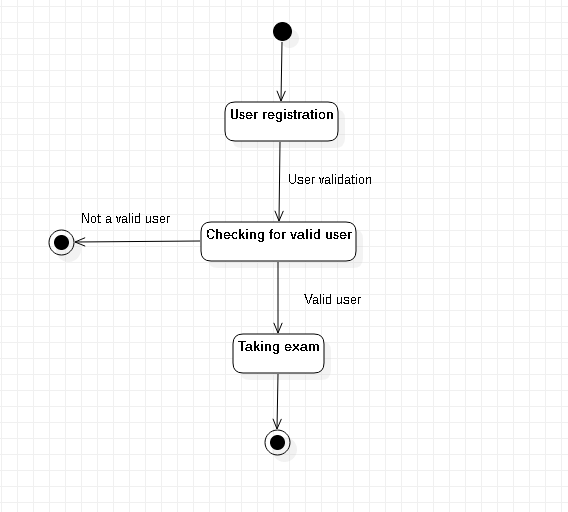 User registration
User validation
Not a valid user
Checking for valid user
Valid user
Taking exam